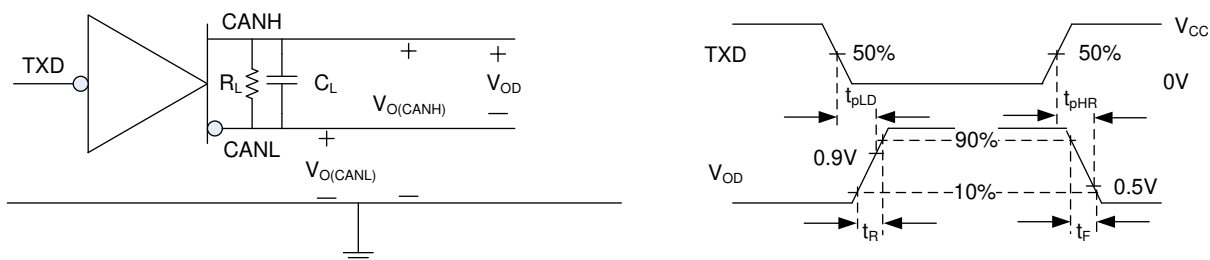 CANH
TXD
R_L
C_L
V_OD
V_O(CANH)
CANL
V_O(CANL)
TXD
50%
50%
V_CC
0V
t_pLD
t_pHR
0.9V
90%
V_OD
10%
0.5V
t_R
t_F